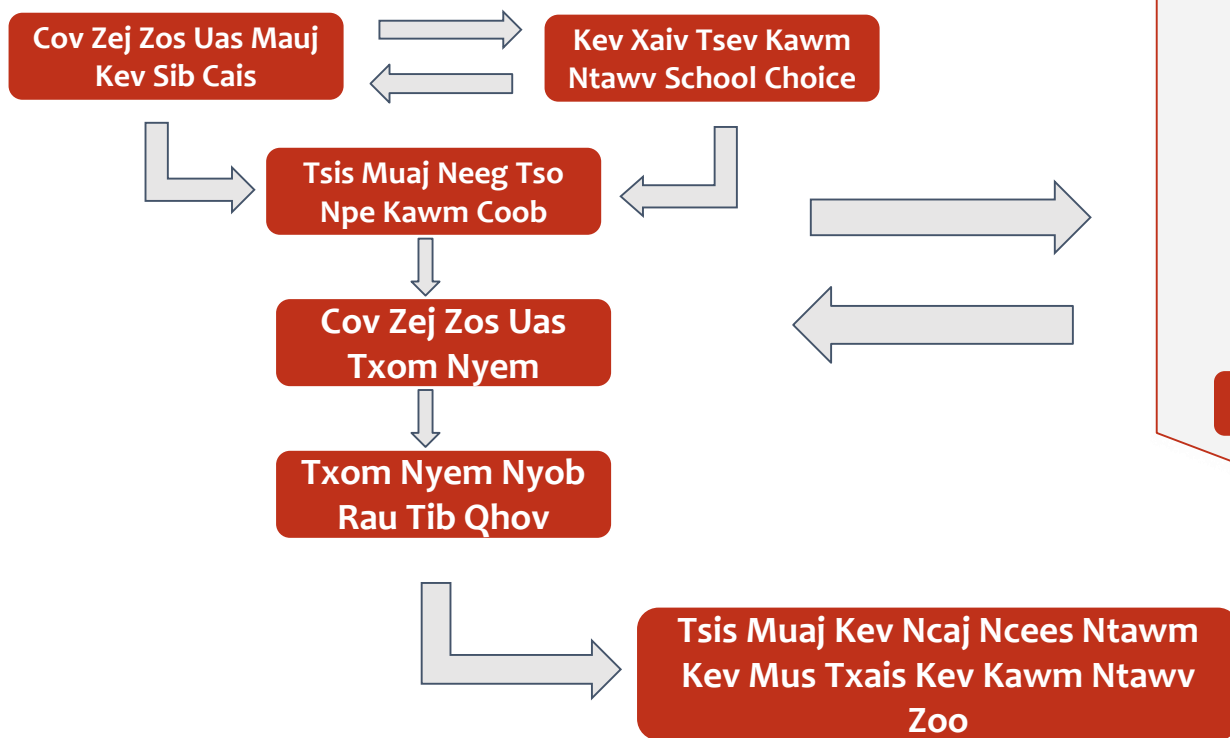 Cov Zej Zos Uas Mauj
Kev Sib Cais
Kev Xaiv Tsev Kawm
Ntawv School Choice
Tsis Muaj Neeg Tso
Npe Kawm Coob
Cov Zej Zos Uas
Txom Nyem
Txom Nyem Nyob
Rau Tib Qhov
Tsis Muaj Kev Ncaj Ncees Ntawm
Kev Mus Txais Kev Kawm Ntawv
Zoo